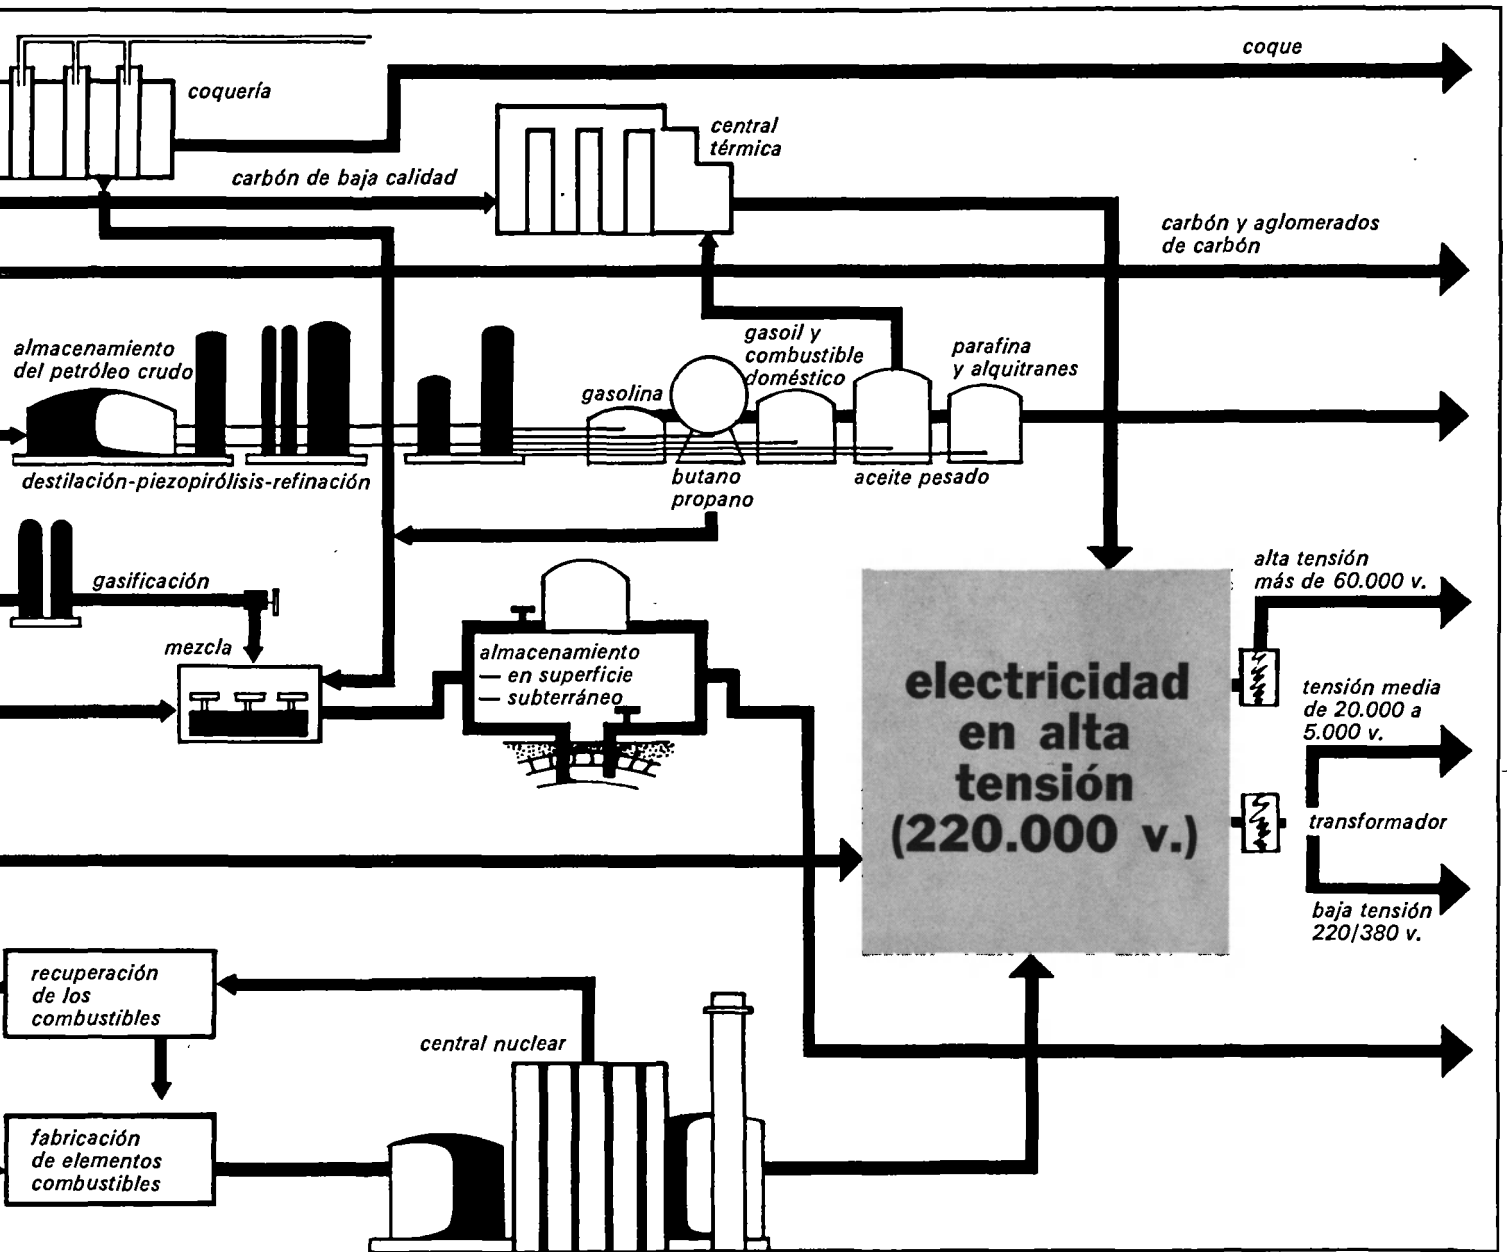 coque
coquería
central
térmica
carbón de baja calidad
carbón y aglomerados
de carbón
almacenamiento
del petróleo crudo
gasolina
gasoil y
combustible
doméstico
parafina
y alquitranes
destilación-piezopirólisis-refinación
butano
propano
aceite pesado
gasificación
mezcla
almacenamiento
— en superficie
— subterráneo
electricidad
en alta
tensión
(220.000 v.)
alta tensión
más de 60.000 v.
tensión media
de 20.000 a
5.000 v.
transformador
baja tensión
220/380 v.
recuperación
de los
combustibles
central nuclear
fabricación
de elementos
combustibles